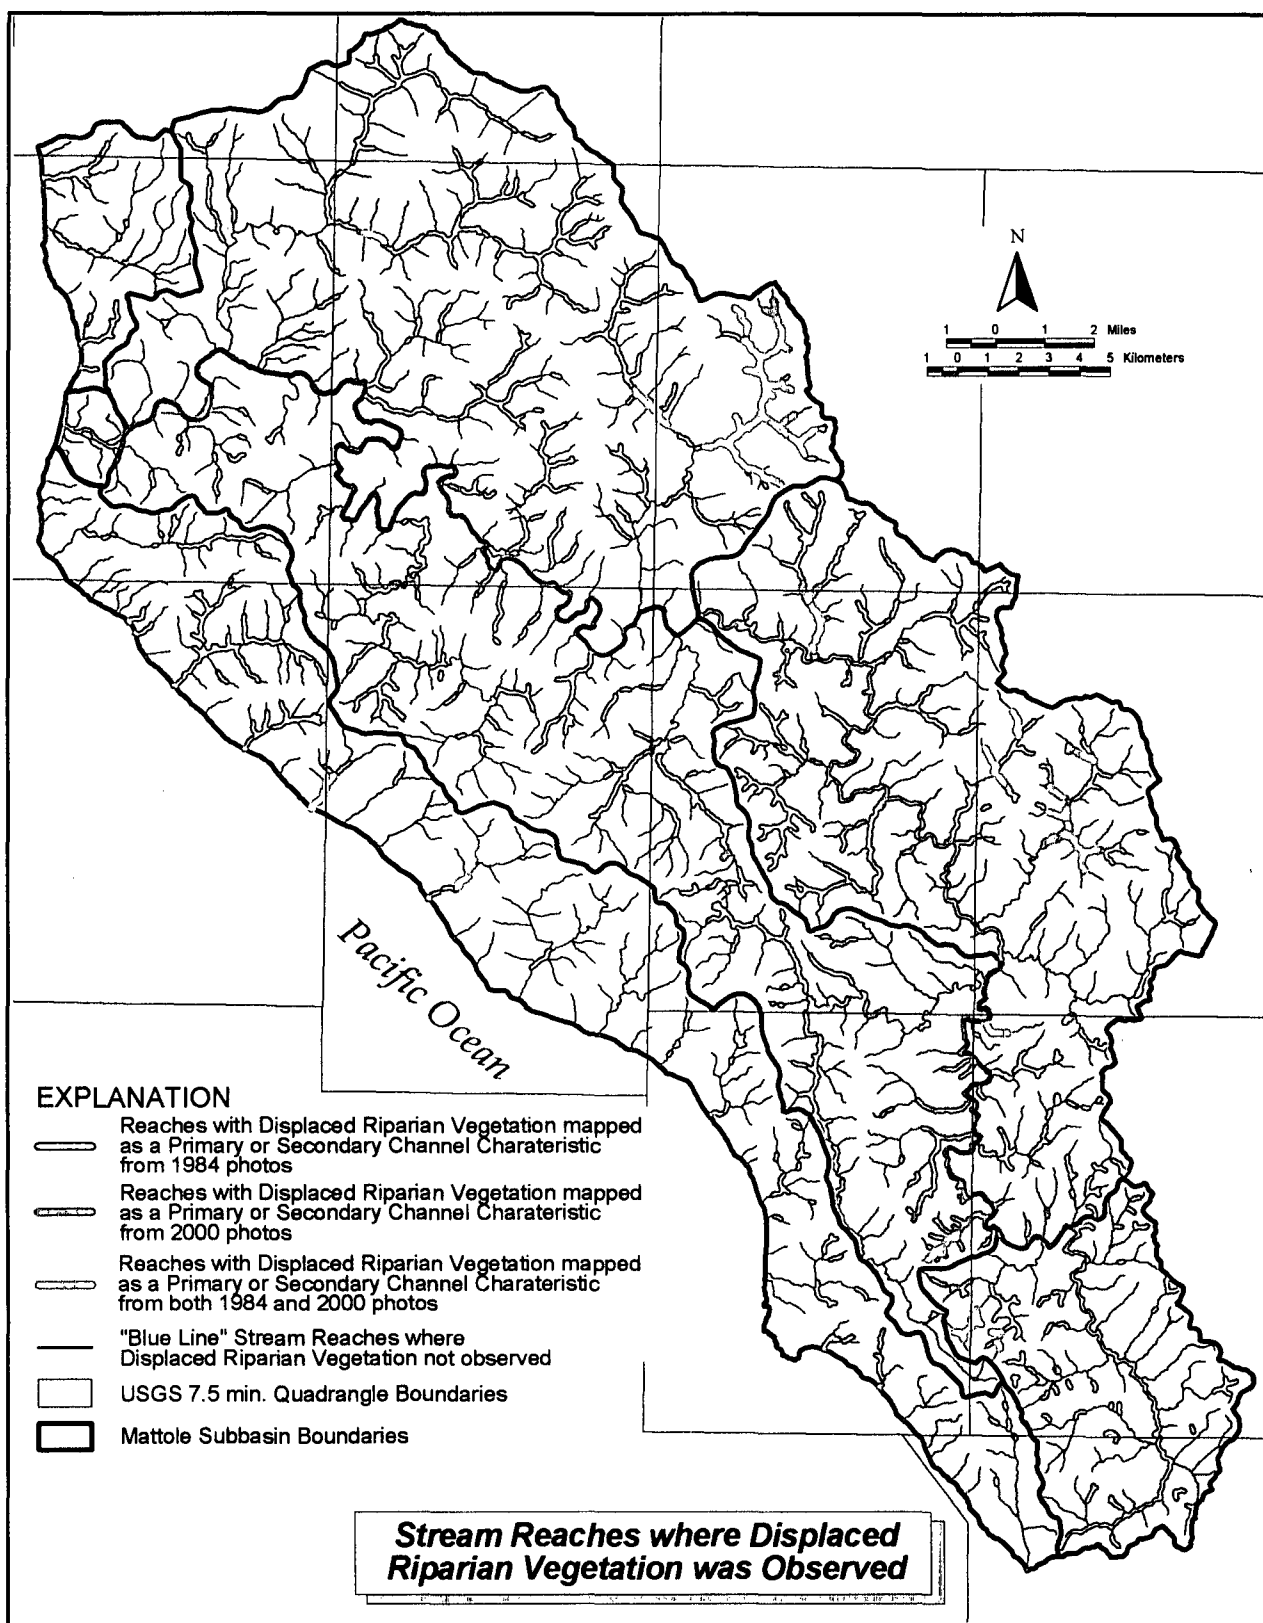 N
1 0 1 2 Miles
1 0 1 2 3 4 5 Kilometers
Pacific Ocean
EXPLANATION
Reaches with Displaced Riparian Vegetation mapped
as a Primary or Secondary Channel Charateristic
from 1984 photos
Reaches with Displaced Riparian Vegetation mapped
as a Primary or Secondary Channel Charateristic
from 2000 photos
Reaches with Displaced Riparian Vegetation mapped
as a Primary or Secondary Channel Charateristic
from both 1984 and 2000 photos
"Blue Line" Stream Reaches where
Displaced Riparian Vegetation not observed
USGS 7.5 min. Quadrangle Boundaries
Mattole Subbasin Boundaries
Stream Reaches where Displaced
Riparian Vegetation was Observed